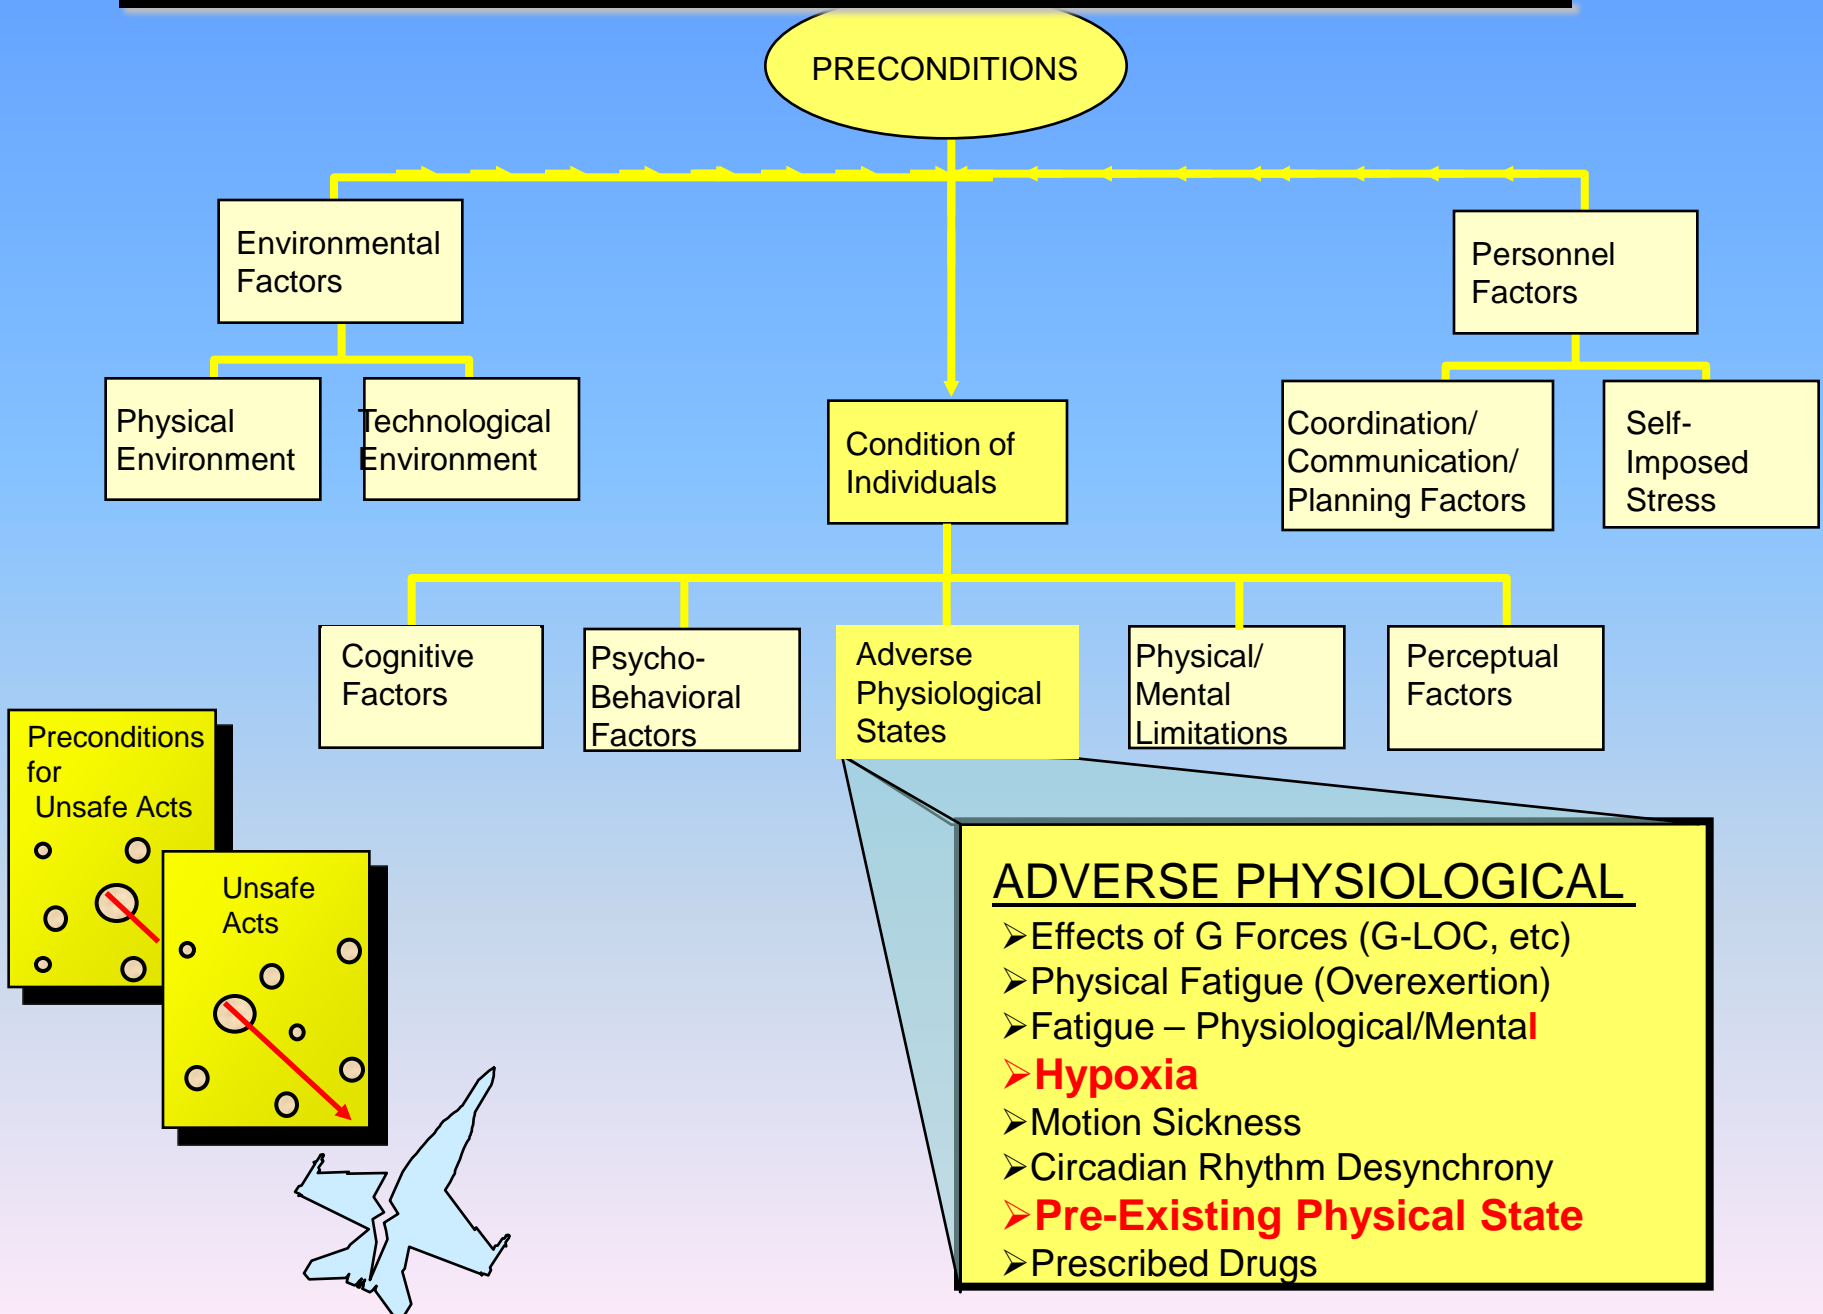 PRECONDITIONS
Environmental
Factors
Personnel
Factors
Physical
Environment
Technological
Environment
Condition of
Individuals
Coordination/
Communication/
Planning Factors
Self-
Imposed
Stress
Cognitive
Factors
Psycho-
Behavioral
Factors
Adverse
Physiological
States
Physical/
Mental
Limitations
Perceptual
Factors
Preconditions
for
Unsafe Acts
Unsafe
Acts
ADVERSE PHYSIOLOGICAL
➢Effects of G Forces (G-LOC, etc)
➢Physical Fatigue (Overexertion)
➢Fatigue – Physiological/Mental
➢Hypoxia
➢Motion Sickness
➢Circadian Rhythm Desynchrony
➢Pre-Existing Physical State
➢Prescribed Drugs